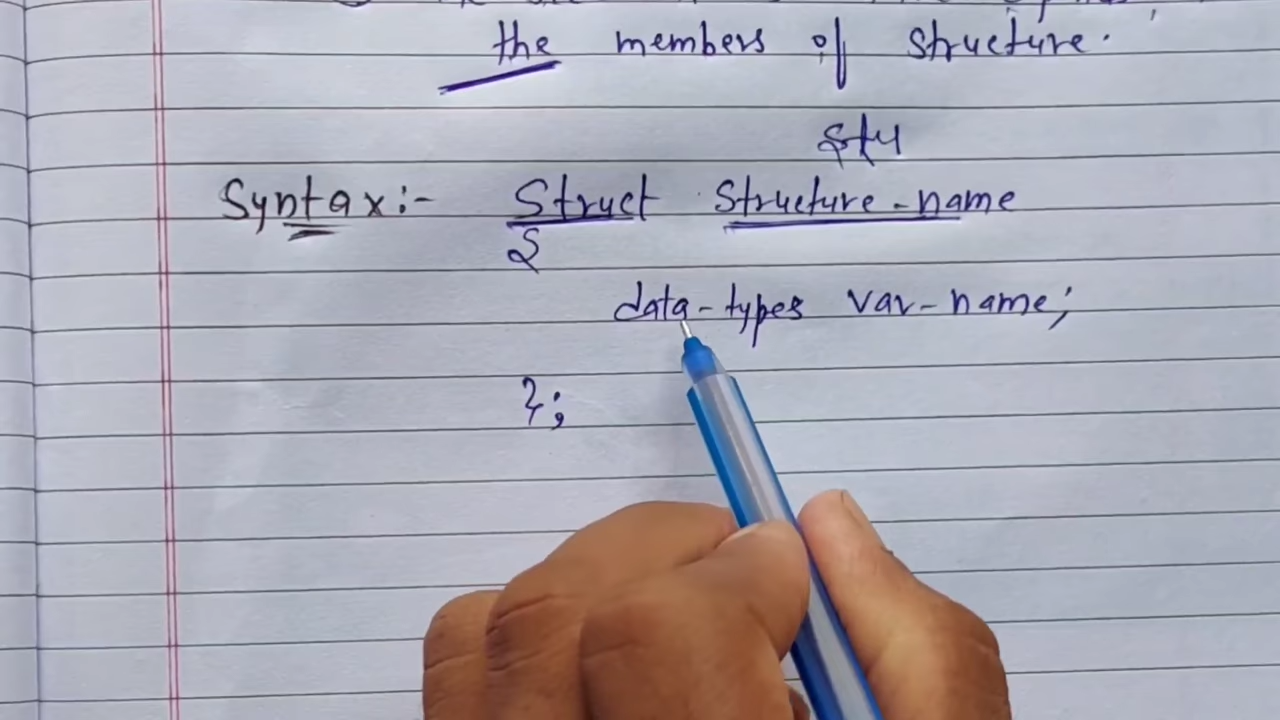 the members of structure.
stu
Syntax:- Struct Structure-name
{
data-types var-name;
};